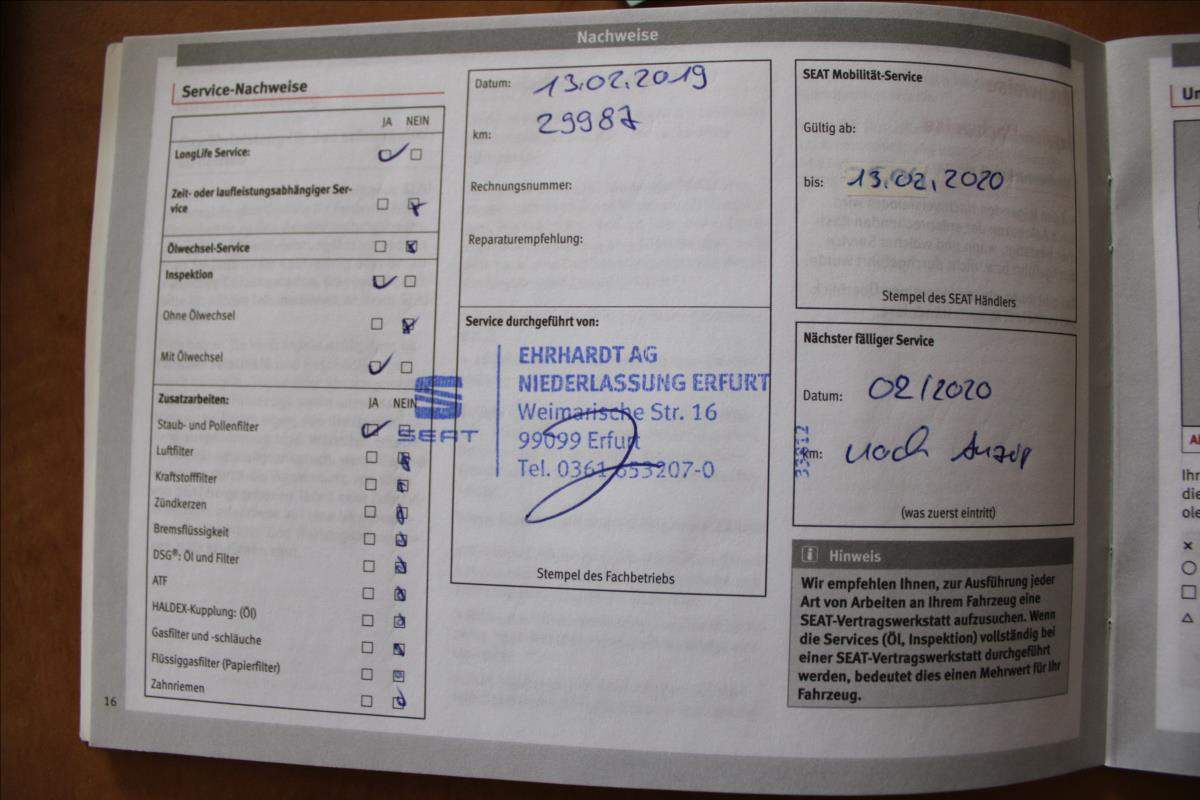 Nachweise
Service-Nachweise
JA NEIN
LongLife Service:
Zeit- oder laufleistungsabhängiger Ser-
vice
Ölwechsel-Service
Inspektion
Ohne Ölwechsel
Mit Ölwechsel
Zusatzarbeiten: JA NEIN
Staub- und Pollenfilter
Luftfilter
Kraftstofffilter
Zündkerzen
Bremsflüssigkeit
DSG®: Öl und Filter
ATF
HALDEX-Kupplung: (Öl)
Gasfilter und -schläuche
Flüssiggasfilter (Papierfilter)
Zahnriemen
16
Datum: 13.02.2019
km: 29987
Rechnungsnummer:
Reparaturempfehlung:
Service durchgeführt von:
SEAT
EHRHARDT AG
NIEDERLASSUNG ERFURT
Weimarische Str. 16
99099 Erfurt
Tel. 0361-653207-0
Stempel des Fachbetriebs
SEAT Mobilität-Service
Gültig ab:
bis: 13.02.2020
Stempel des SEAT Händlers
Nächster fälliger Service
Datum: 02/2020
km: nach Anzeige
33812
(was zuerst eintritt)
Hinweis
Wir empfehlen Ihnen, zur Ausführung jeder
Art von Arbeiten an Ihrem Fahrzeug eine
SEAT-Vertragswerkstatt aufzusuchen. Wenn
die Services (Öl, Inspektion) vollständig bei
einer SEAT-Vertragswerkstatt durchgeführt
werden, bedeutet dies einen Mehrwert für Ihr
Fahrzeug.
Ihr
die